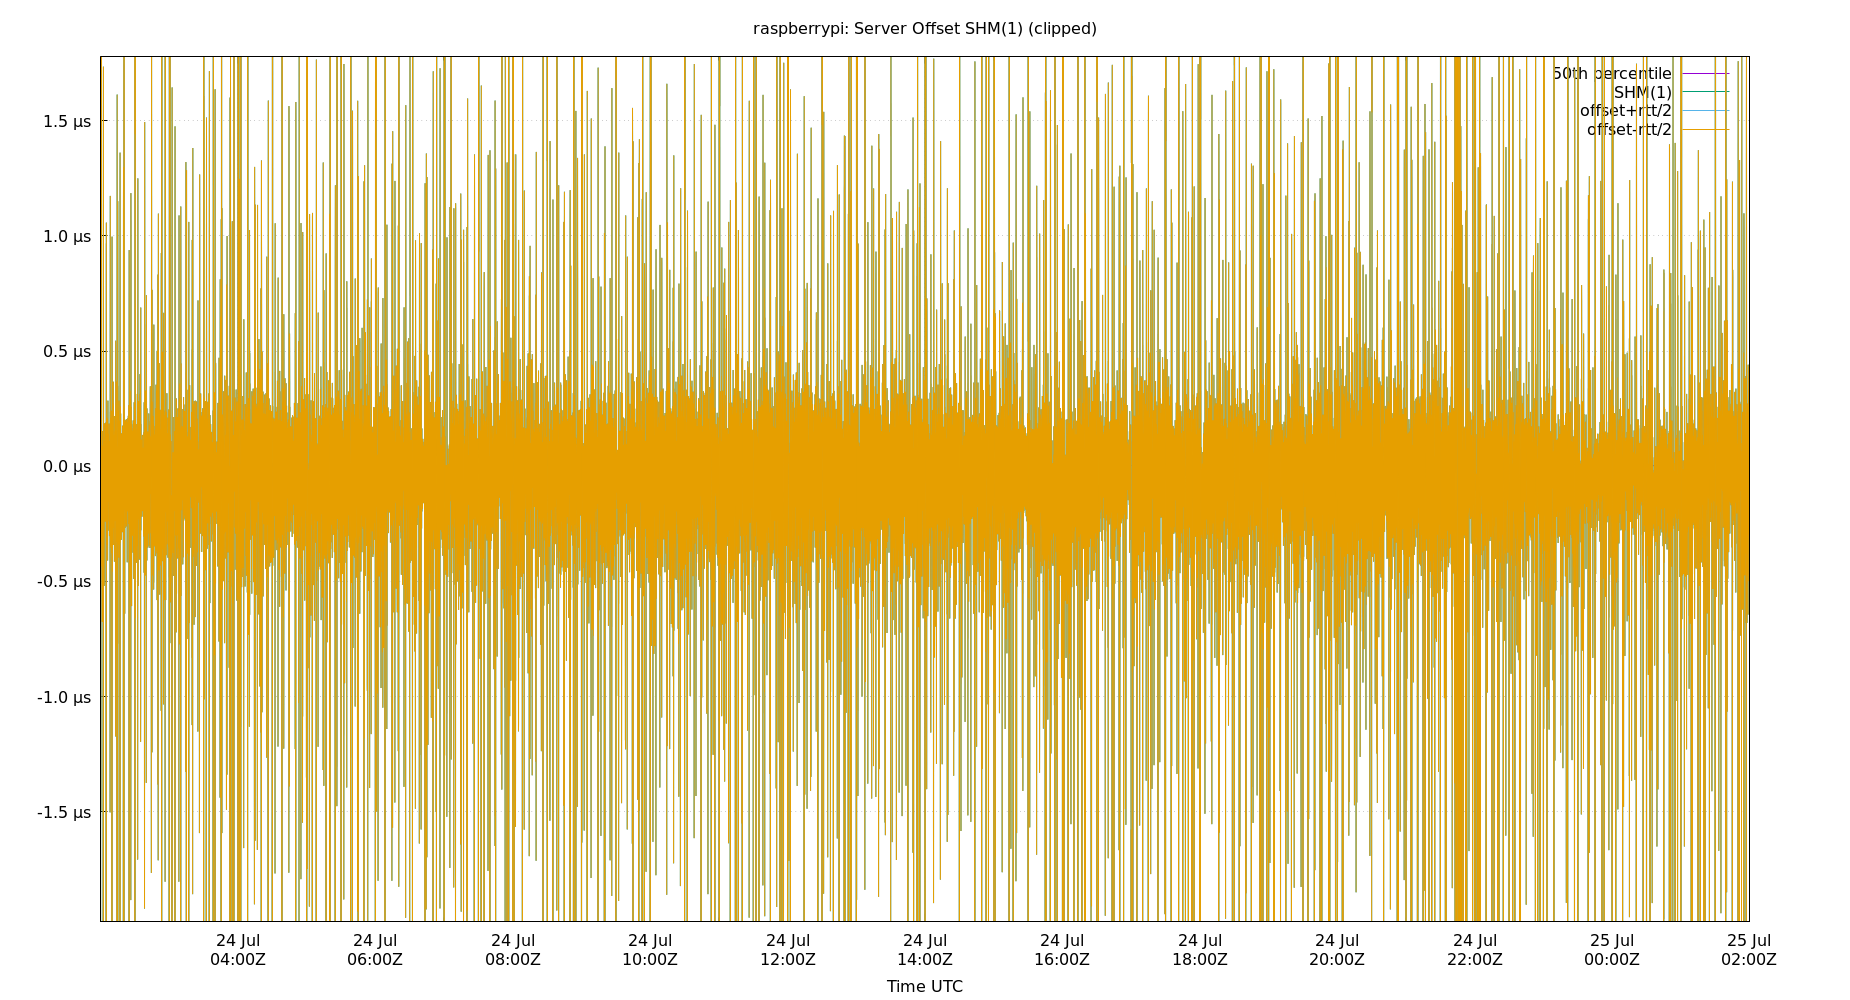 raspberrypi: Server Offset SHM(1) (clipped)
50th percentile
SHM(1)
offset+rtt/2
offset-rtt/2
1.5 µs
1.0 µs
0.5 µs
0.0 µs
-0.5 µs
-1.0 µs
-1.5 µs
24 Jul 24 Jul 24 Jul 24 Jul 24 Jul 24 Jul 24 Jul 24 Jul 24 Jul 24 Jul 25 Jul 25 Jul
04:00Z 06:00Z 08:00Z 10:00Z 12:00Z 14:00Z 16:00Z 18:00Z 20:00Z 22:00Z 00:00Z 02:00Z
Time UTC